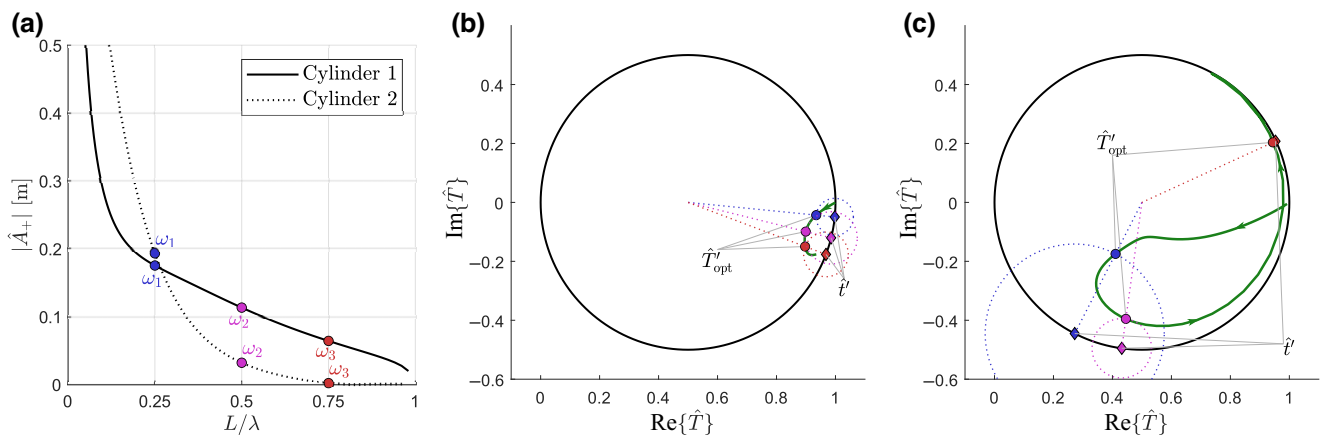 (a)
0.5
0.4
0.3
0.2
0.1
0
|Â₊| [m]
Cylinder 1
Cylinder 2
ω₁
ω₁
ω₂
ω₂
ω₃
ω₃
0 0.25 0.5 0.75 1
L/λ
(b)
0.4
0.2
0
−0.2
−0.4
−0.6
Im{T̂}
T̂′opt
t̂′
0 0.2 0.4 0.6 0.8 1
Re{T̂}
(c)
0.4
0.2
0
−0.2
−0.4
−0.6
Im{T̂}
T̂′opt
t̂′
0 0.2 0.4 0.6 0.8 1
Re{T̂}